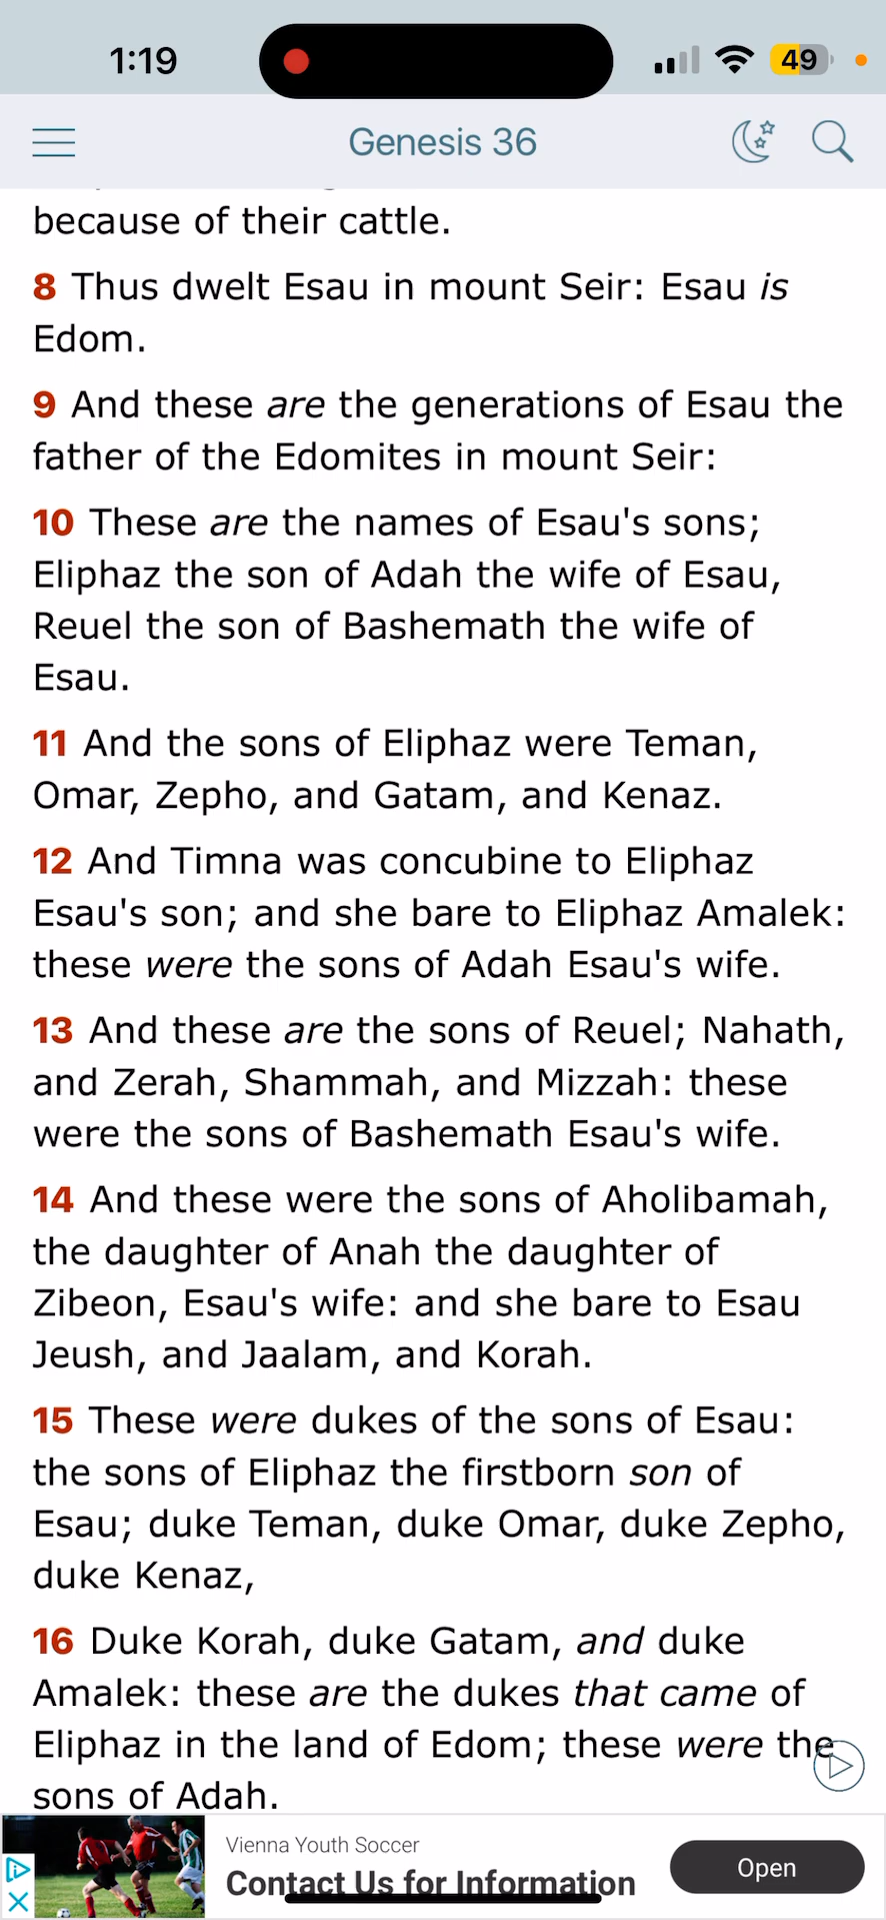 1:19
49
Genesis 36
because of their cattle.
8 Thus dwelt Esau in mount Seir: Esau is
Edom.
9 And these are the generations of Esau the
father of the Edomites in mount Seir:
10 These are the names of Esau's sons;
Eliphaz the son of Adah the wife of Esau,
Reuel the son of Bashemath the wife of
Esau.
11 And the sons of Eliphaz were Teman,
Omar, Zepho, and Gatam, and Kenaz.
12 And Timna was concubine to Eliphaz
Esau's son; and she bare to Eliphaz Amalek:
these were the sons of Adah Esau's wife.
13 And these are the sons of Reuel; Nahath,
and Zerah, Shammah, and Mizzah: these
were the sons of Bashemath Esau's wife.
14 And these were the sons of Aholibamah,
the daughter of Anah the daughter of
Zibeon, Esau's wife: and she bare to Esau
Jeush, and Jaalam, and Korah.
15 These were dukes of the sons of Esau:
the sons of Eliphaz the firstborn son of
Esau; duke Teman, duke Omar, duke Zepho,
duke Kenaz,
16 Duke Korah, duke Gatam, and duke
Amalek: these are the dukes that came of
Eliphaz in the land of Edom; these were the
sons of Adah.
Vienna Youth Soccer
Contact Us for Information
Open